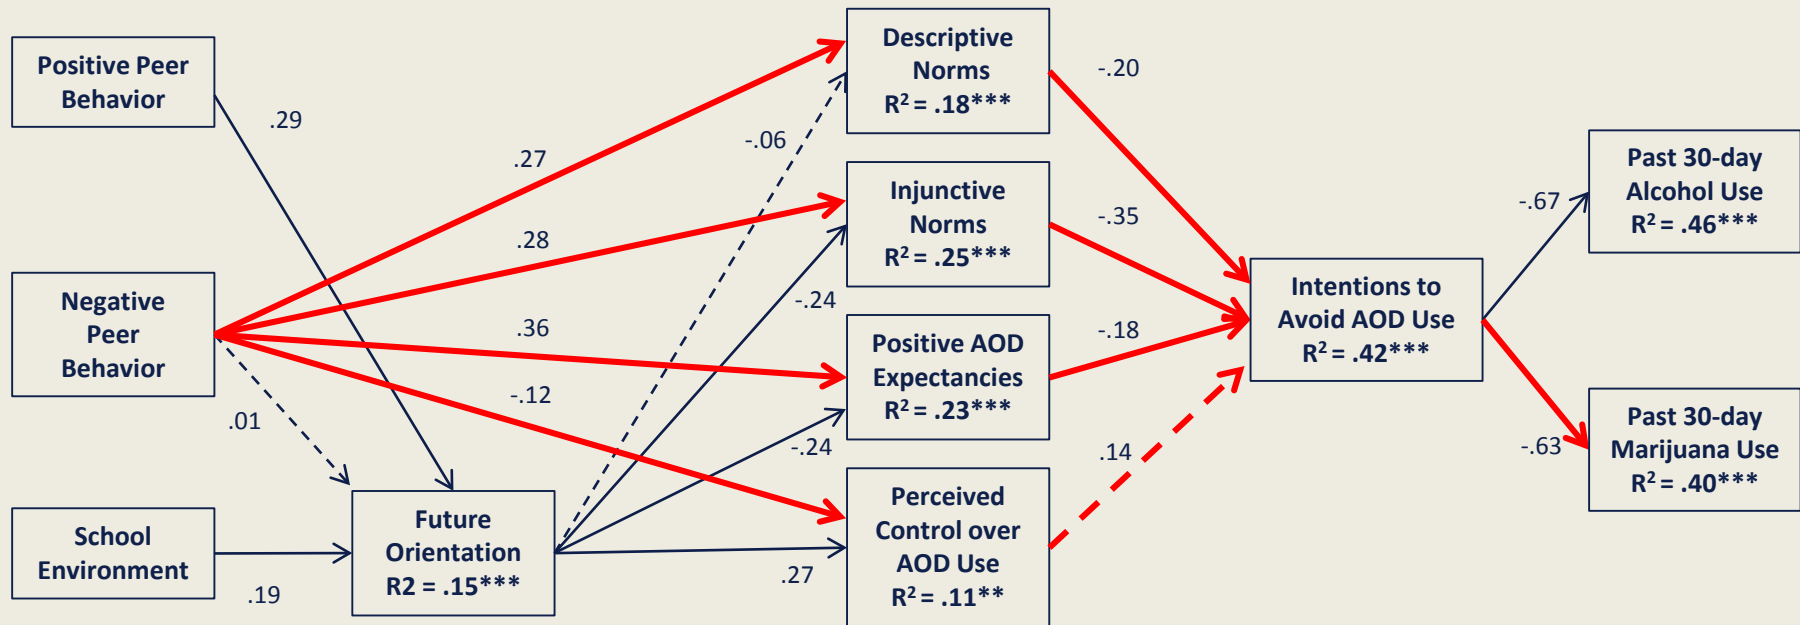 Positive Peer
Behavior
Negative
Peer
Behavior
School
Environment
.29
.01
.19
Future
Orientation
R2 = .15***
.27
.28
.36
-.12
-.06
-.24
-.24
.27
Descriptive
Norms
R² = .18***
Injunctive
Norms
R² = .25***
Positive AOD
Expectancies
R² = .23***
Perceived
Control over
AOD Use
R² = .11**
-.20
-.35
-.18
.14
Intentions to
Avoid AOD Use
R² = .42***
-.67
-.63
Past 30-day
Alcohol Use
R² = .46***
Past 30-day
Marijuana Use
R² = .40***